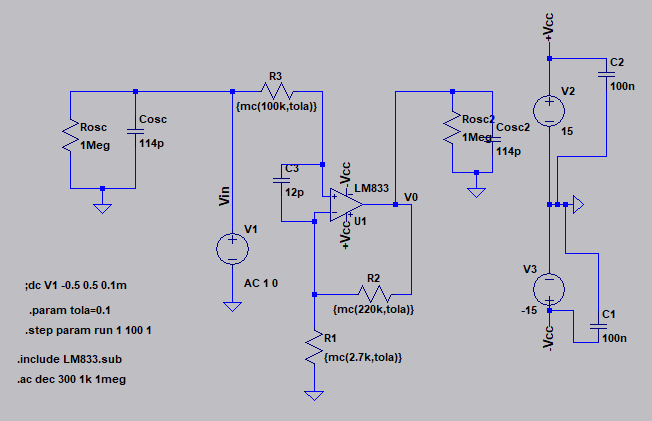 +Vcc
C2
100n
V2
15
Rosc
1Meg
Cosc
114p
R3
{mc(100k,tola)}
Rosc2
1Meg
Cosc2
114p
C3
12p
-Vcc
LM833
V0
U1
+Vcc
Vin
V1
AC 1 0
R2
{mc(220k,tola)}
R1
{mc(2.7k,tola)}
V3
-15
-Vcc
C1
100n
;dc V1 -0.5 0.5 0.1m
.param tola=0.1
.step param run 1 100 1
.include LM833.sub
.ac dec 300 1k 1meg